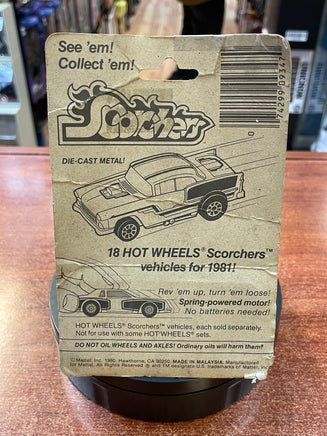 See 'em!
Collect 'em!
Scorchers
DIE-CAST METAL!
74299 09347
18 HOT WHEELS® Scorchers™
vehicles for 1981!
Rev 'em up, turn 'em loose!
Spring-powered motor!
No batteries needed!
HOT WHEELS® Scorchers™ vehicles, each sold separately.
Not for use with some HOT WHEELS® sets.
DO NOT OIL WHEELS AND AXLES! Ordinary oils will harm them!
© Mattel, Inc. 1980. Hawthorne, CA 90250. MADE IN MALAYSIA. Manufactured
for Mattel. All Rights Reserved. ® and TM designate U.S. trademarks of Mattel, Inc.